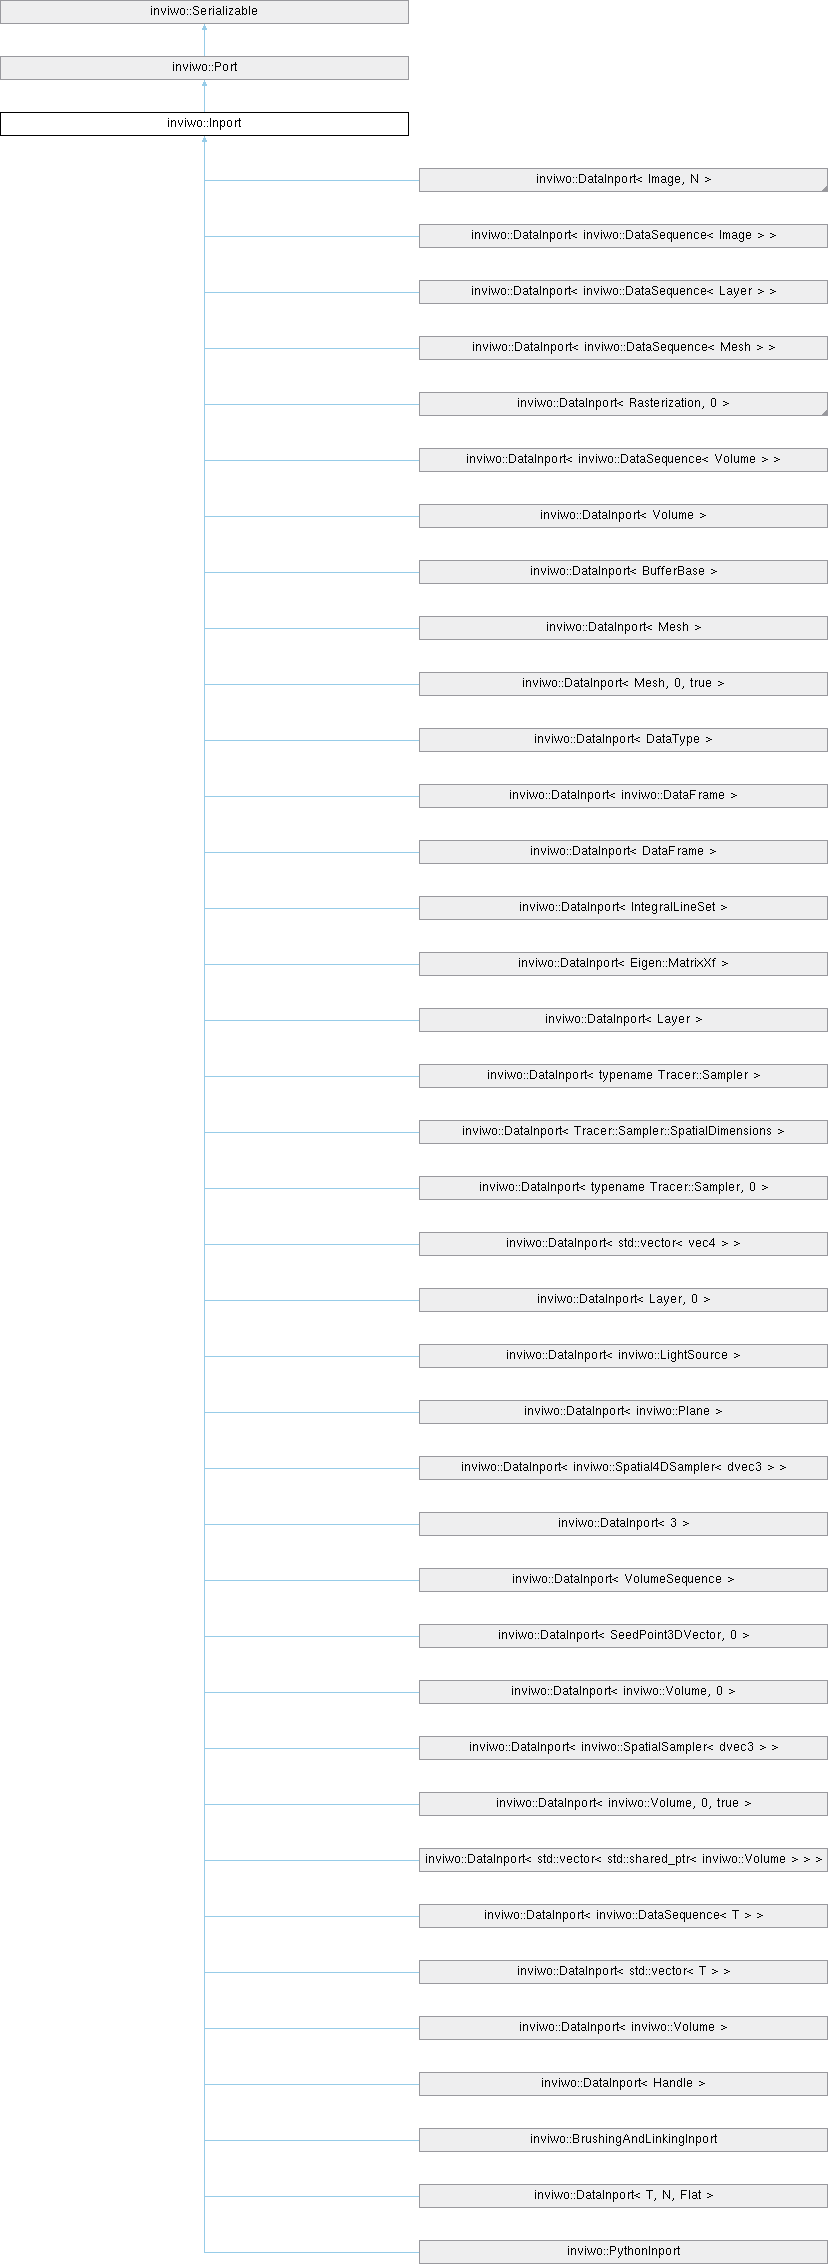 inviwo::Serializable
inviwo::Port
inviwo::Inport
inviwo::DataInport< Image, N >
inviwo::DataInport< inviwo::DataSequence< Image > >
inviwo::DataInport< inviwo::DataSequence< Layer > >
inviwo::DataInport< inviwo::DataSequence< Mesh > >
inviwo::DataInport< Rasterization, 0 >
inviwo::DataInport< inviwo::DataSequence< Volume > >
inviwo::DataInport< Volume >
inviwo::DataInport< BufferBase >
inviwo::DataInport< Mesh >
inviwo::DataInport< Mesh, 0, true >
inviwo::DataInport< DataType >
inviwo::DataInport< inviwo::DataFrame >
inviwo::DataInport< DataFrame >
inviwo::DataInport< IntegralLineSet >
inviwo::DataInport< Eigen::MatrixXf >
inviwo::DataInport< Layer >
inviwo::DataInport< typename Tracer::Sampler >
inviwo::DataInport< Tracer::Sampler::SpatialDimensions >
inviwo::DataInport< typename Tracer::Sampler, 0 >
inviwo::DataInport< std::vector< vec4 > >
inviwo::DataInport< Layer, 0 >
inviwo::DataInport< inviwo::LightSource >
inviwo::DataInport< inviwo::Plane >
inviwo::DataInport< inviwo::Spatial4DSampler< dvec3 > >
inviwo::DataInport< 3 >
inviwo::DataInport< VolumeSequence >
inviwo::DataInport< SeedPoint3DVector, 0 >
inviwo::DataInport< inviwo::Volume, 0 >
inviwo::DataInport< inviwo::SpatialSampler< dvec3 > >
inviwo::DataInport< inviwo::Volume, 0, true >
inviwo::DataInport< std::vector< std::shared_ptr< inviwo::Volume > > >
inviwo::DataInport< inviwo::DataSequence< T > >
inviwo::DataInport< std::vector< T > >
inviwo::DataInport< inviwo::Volume >
inviwo::DataInport< Handle >
inviwo::BrushingAndLinkingInport
inviwo::DataInport< T, N, Flat >
inviwo::PythonInport